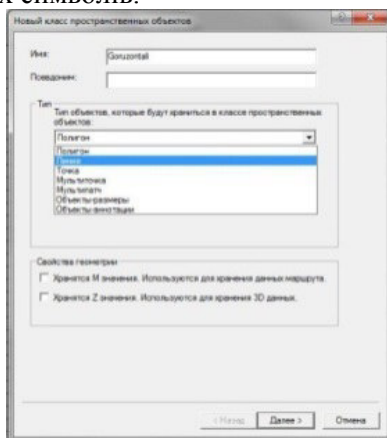 х символів.
Новый класс пространственных объектов
Имя:
Goruzontali
Псевдоним:
Тип
Тип объектов, которые будут храниться в классе пространственных
объектов:
Полигон
Полигон
Линия
Точка
Мультиточка
Мультипатч
Объекты-размеры
Объекты-аннотации
Свойства геометрии
Хранятся M значения. Используются для хранения данных маршрута.
Хранятся Z значения. Используются для хранения 3D данных.
< Назад
Далее >
Отмена